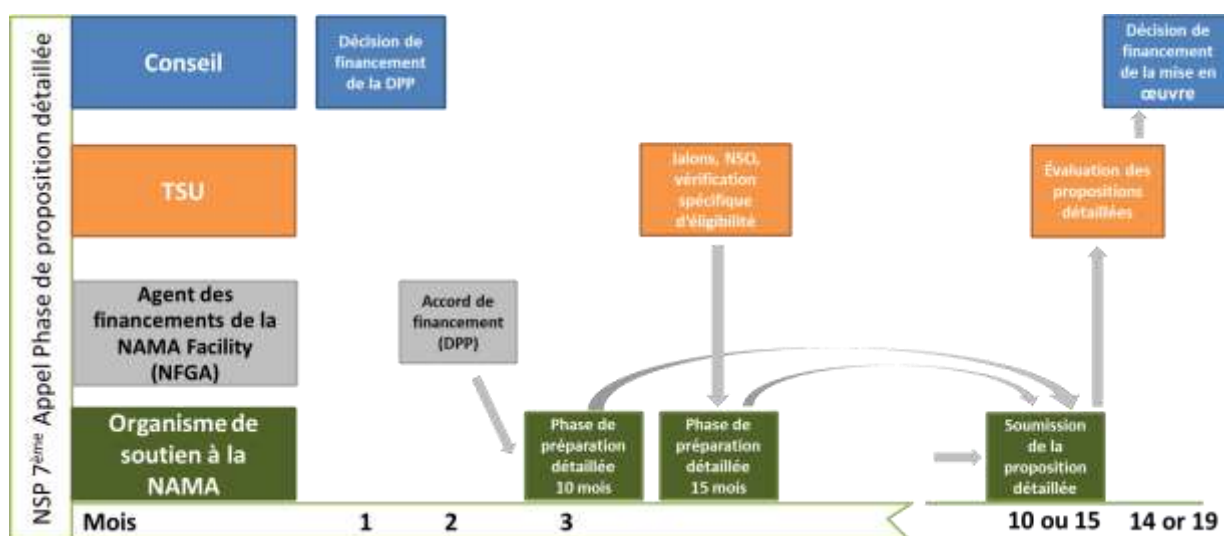 NSP 7ème Appel Phase de proposition détaillée
Conseil
Décision de
financement
de la DPP
Décision de
financement
de la mise en
œuvre
TSU
Jalons, NSO,
vérification
spécifique
d'éligibilité
Évaluation des
propositions
détaillées
Agent des
financements de la
NAMA Facility
(NFGA)
Accord de
financement
(DPP)
Organisme de
soutien à la
NAMA
Phase de
préparation
détaillée
10 mois
Phase de
préparation
détaillée
15 mois
Soumission
de la
proposition
détaillée
Mois
1
2
3
10 ou 15
14 or 19